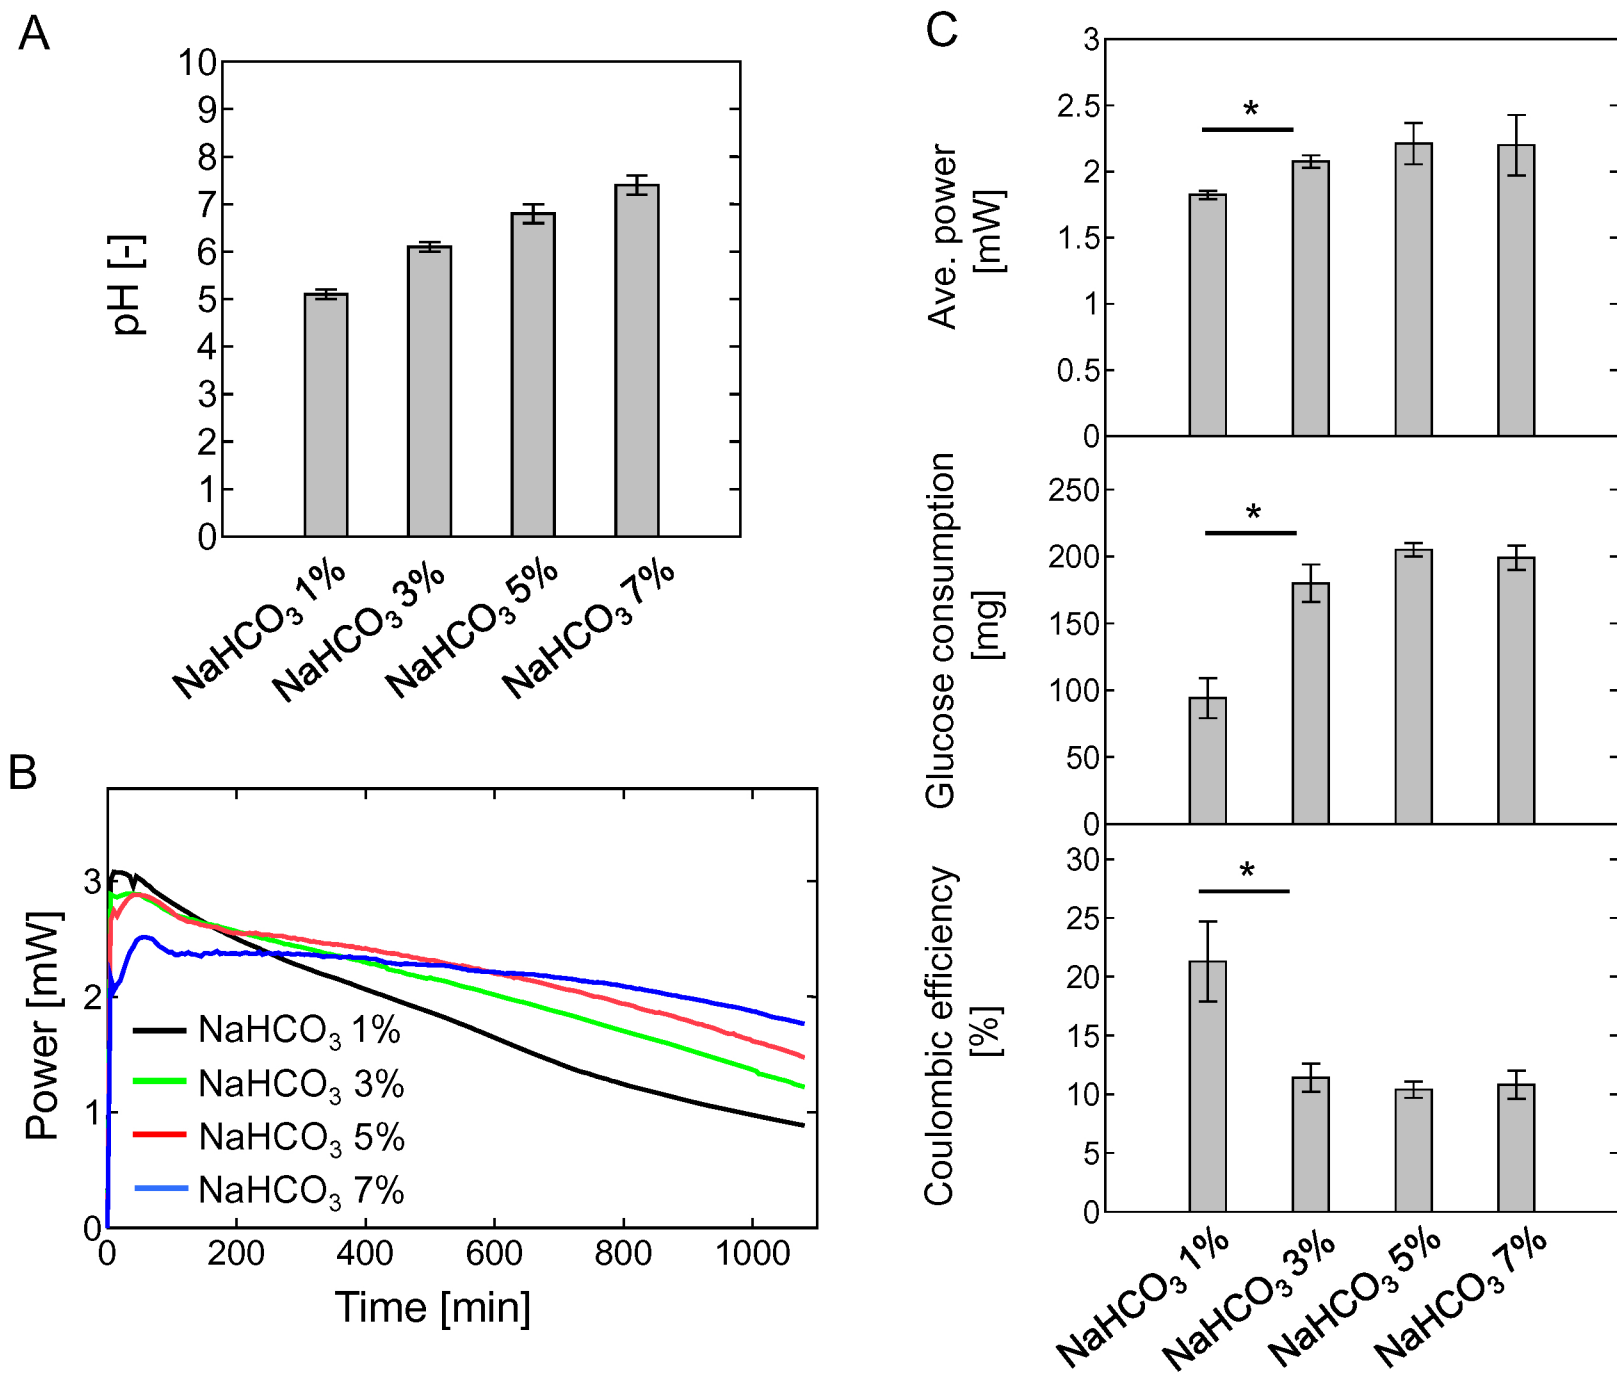 A
10
9
8
7
6
5
4
3
2
1
0
pH [-]
NaHCO₃ 1%
NaHCO₃ 3%
NaHCO₃ 5%
NaHCO₃ 7%
B
3
2
1
0
Power [mW]
NaHCO₃ 1%
NaHCO₃ 3%
NaHCO₃ 5%
NaHCO₃ 7%
0 200 400 600 800 1000
Time [min]
C
3
2.5
2
1.5
1
0.5
0
Ave. power
[mW]
*
250
200
150
100
50
0
Glucose consumption
[mg]
*
30
25
20
15
10
5
0
Coulombic efficiency
[%]
*
NaHCO₃ 1%
NaHCO₃ 3%
NaHCO₃ 5%
NaHCO₃ 7%